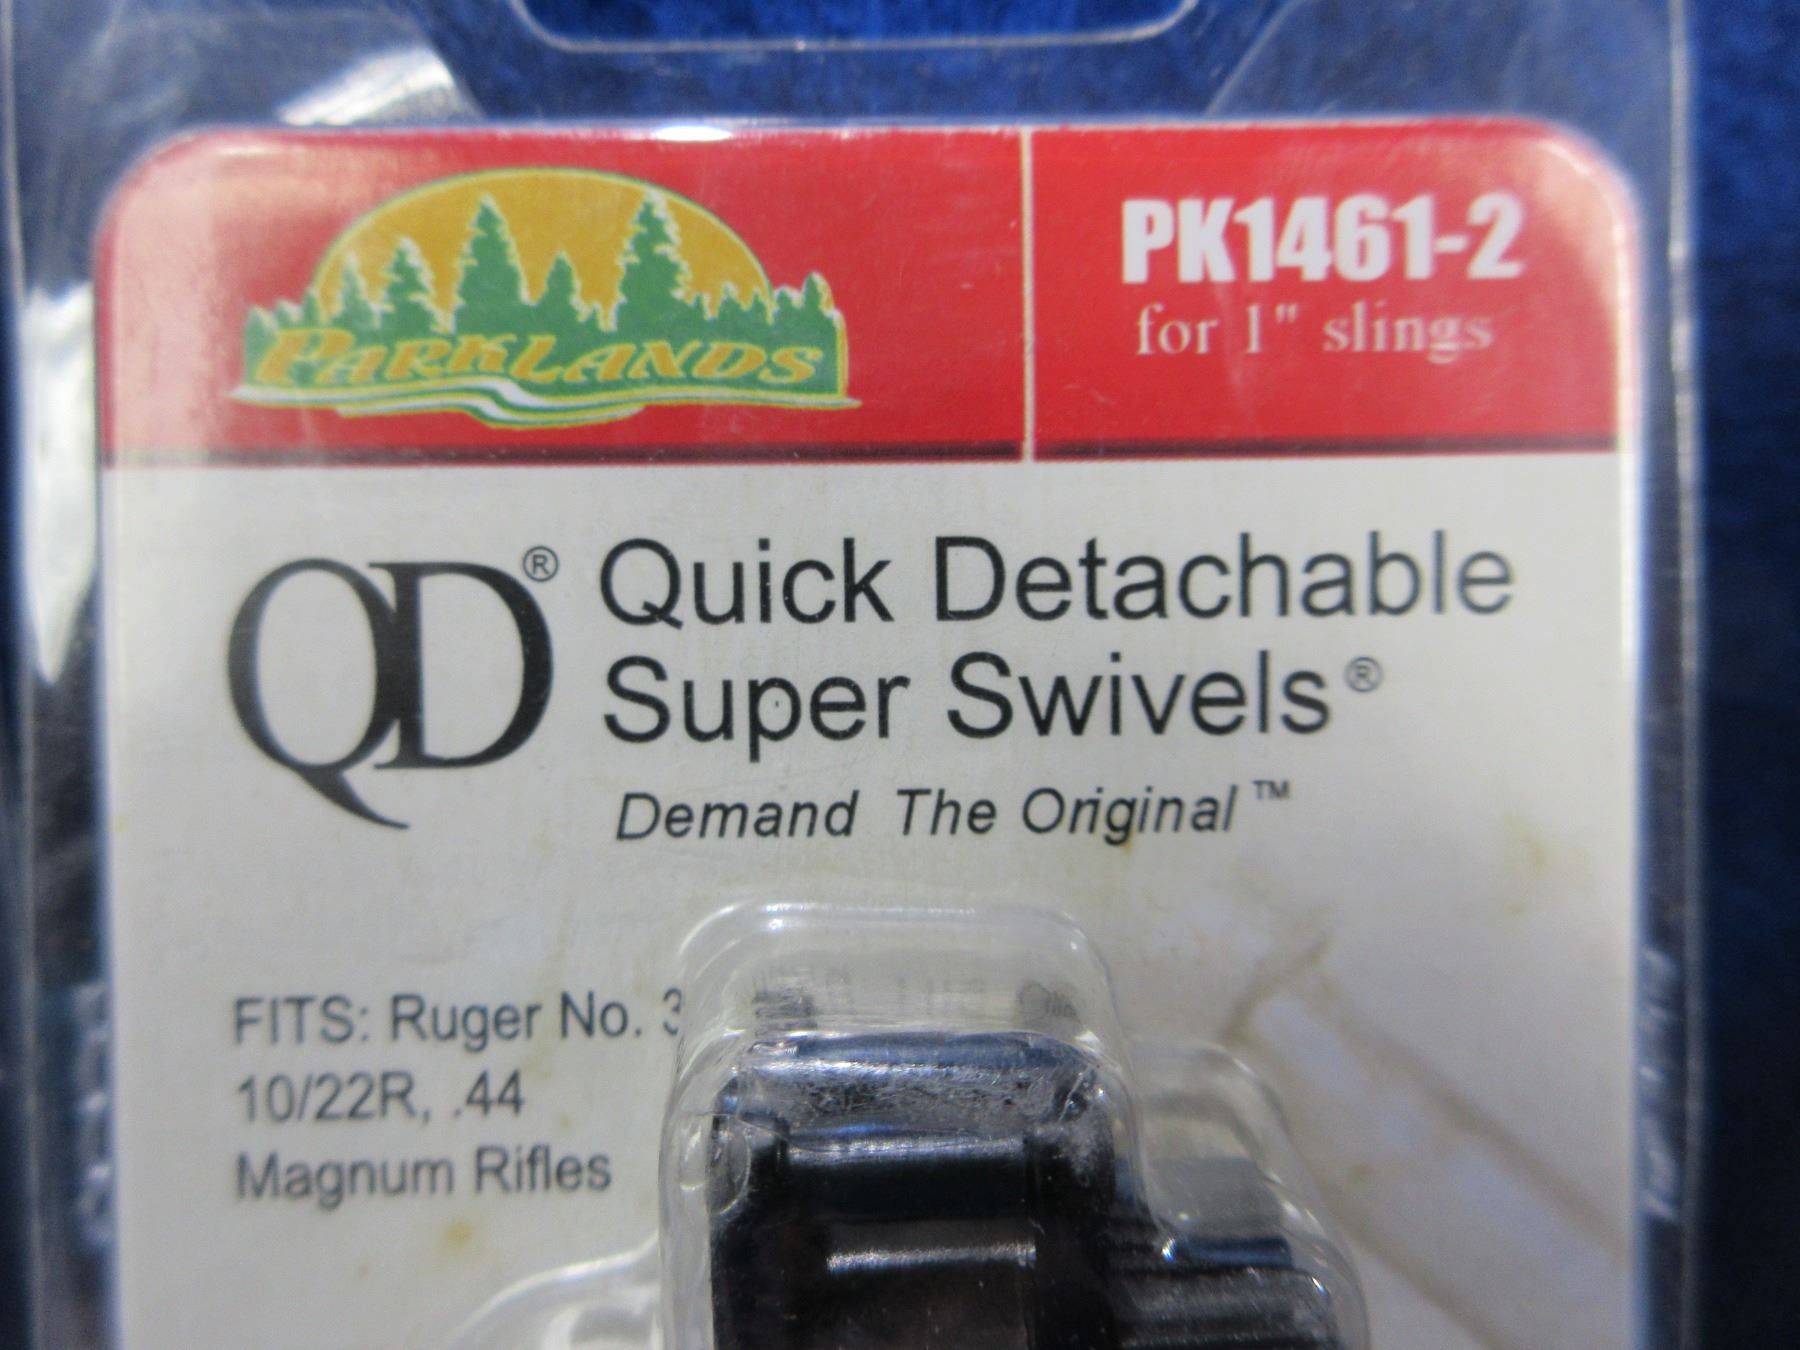 PARKLANDS
PK1461-2
for 1" slings
QD® Quick Detachable
Super Swivels®
Demand The Original™
FITS: Ruger No. 3
10/22R, .44
Magnum Rifles